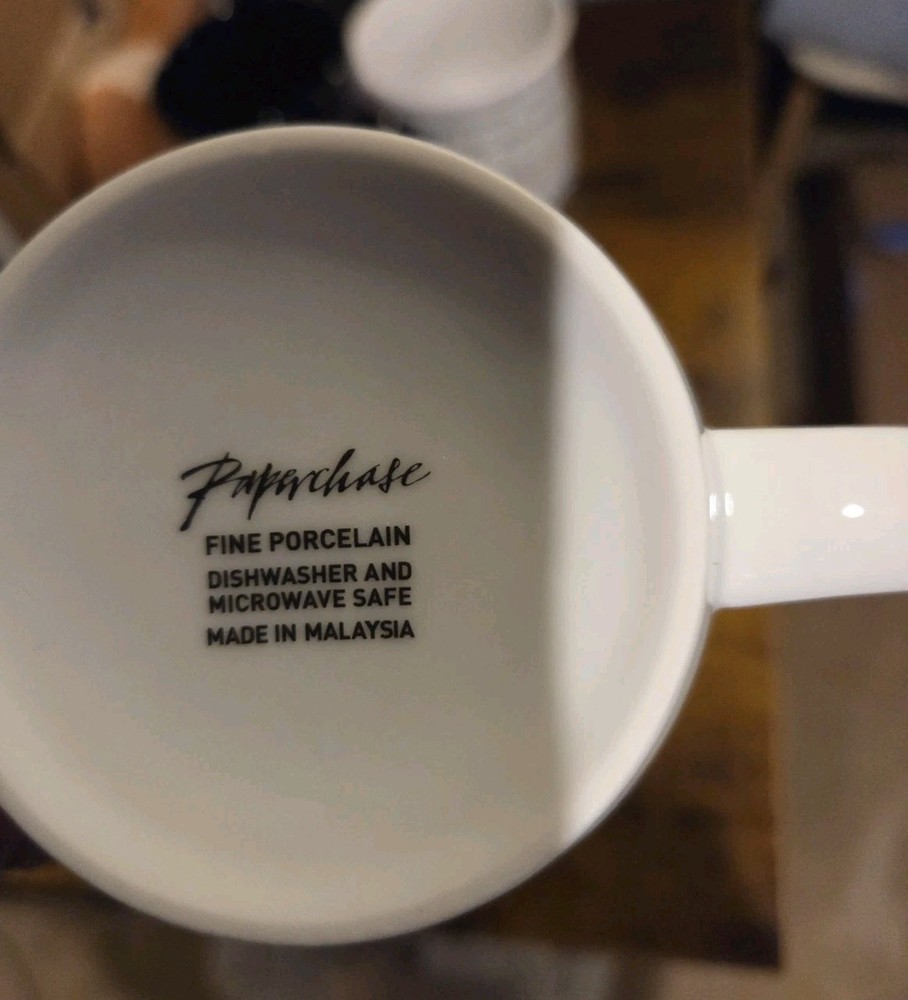 Paperchase
FINE PORCELAIN
DISHWASHER AND
MICROWAVE SAFE
MADE IN MALAYSIA